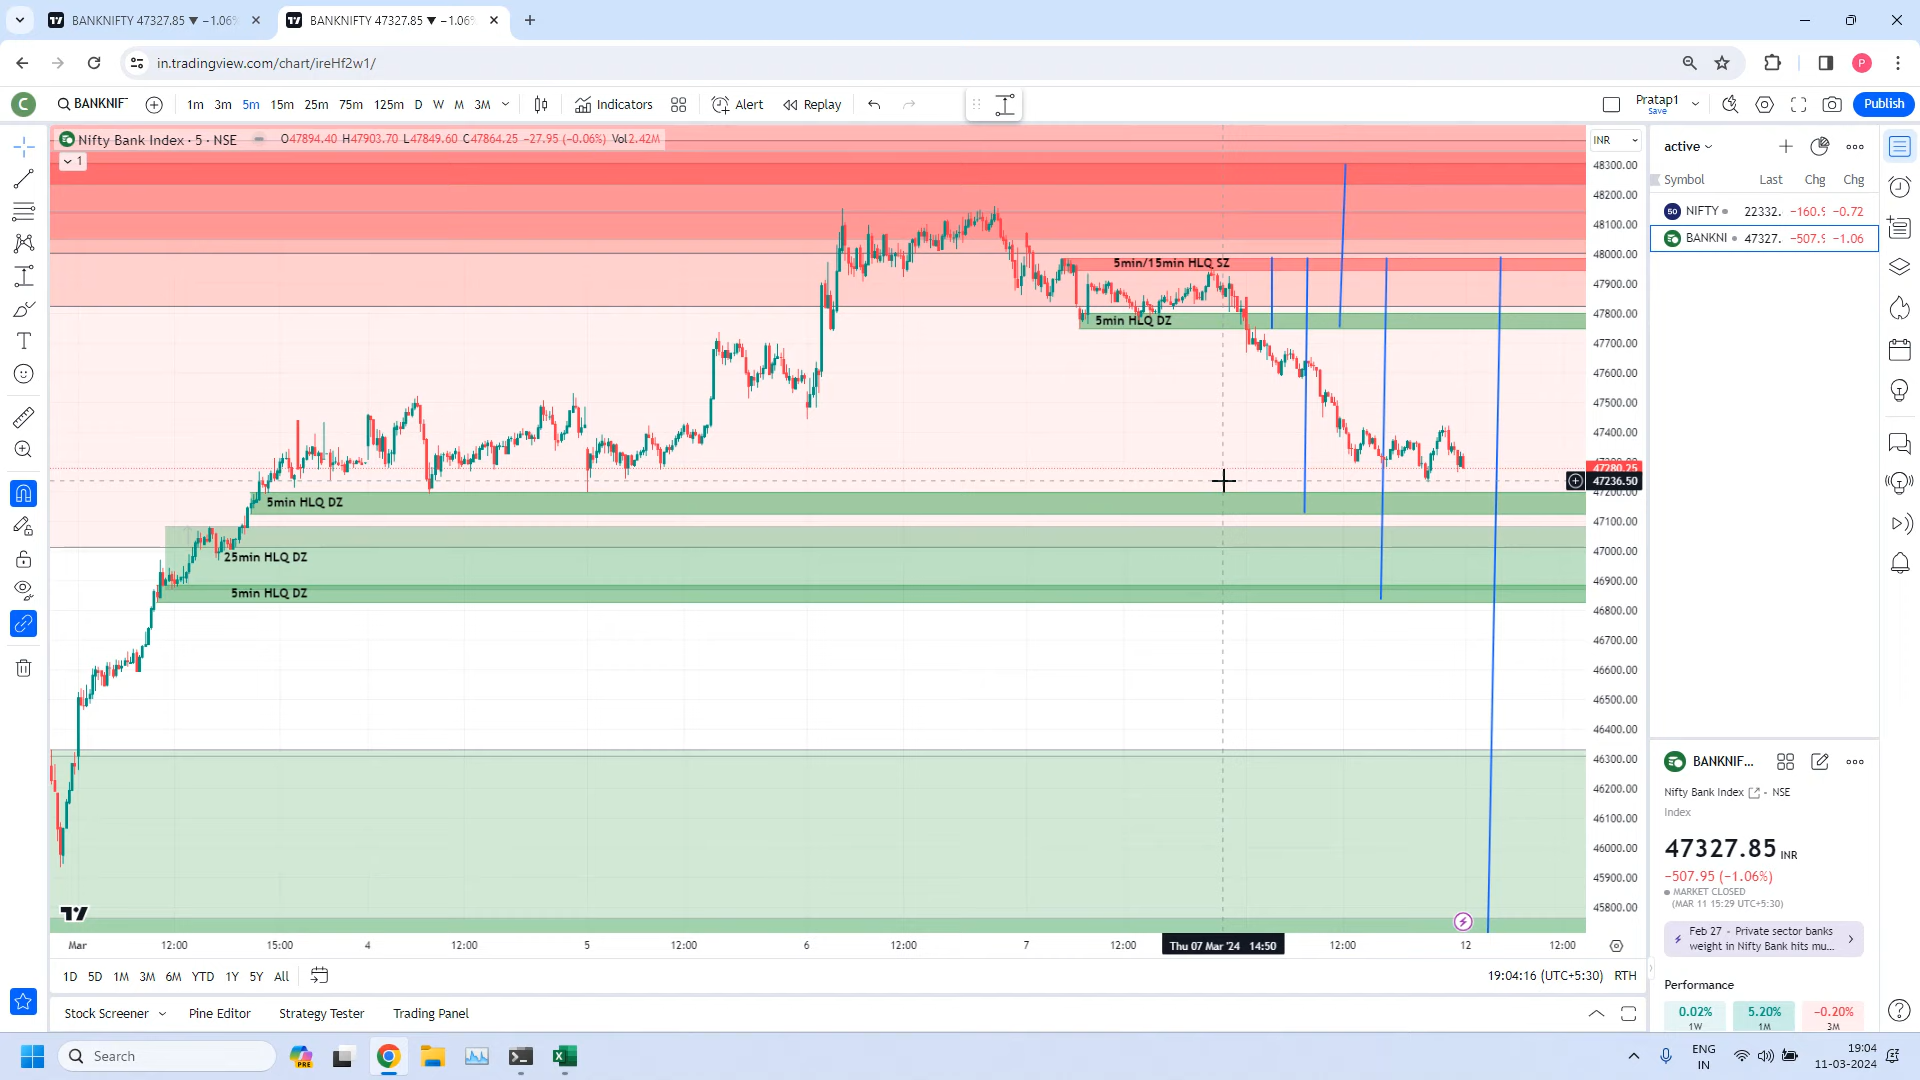 BANKNIFTY 47327.85 ▼ −1.06%
BANKNIFTY 47327.85 ▼ −1.06%
in.tradingview.com/chart/ireHf2w1/
C
BANKNIF
1m 3m 5m 15m 25m 75m 125m D W M 3M
Indicators
Alert
Replay
Pratap1
Save
Publish
P
Nifty Bank Index · 5 · NSE
O47894.40 H47903.70 L47849.60 C47864.25 −27.95 (−0.06%) Vol2.42M
1
INR
48300.00
48200.00
48100.00
48000.00
47900.00
47800.00
47700.00
47600.00
47500.00
47400.00
47280.25
47236.50
47200.00
47100.00
47000.00
46900.00
46800.00
46700.00
46600.00
46500.00
46400.00
46300.00
46200.00
46100.00
46000.00
45900.00
45800.00
5min/15min HLQ SZ
5min HLQ DZ
5min HLQ DZ
25min HLQ DZ
5min HLQ DZ
Mar 12:00 15:00 4 12:00 5 12:00 6 12:00 7 12:00 Thu 07 Mar '24 14:50 12:00 12 12:00
1D 5D 1M 3M 6M YTD 1Y 5Y All
19:04:16 (UTC+5:30) RTH
Stock Screener
Pine Editor
Strategy Tester
Trading Panel
active
Symbol Last Chg Chg
50 NIFTY 22332. −160.9 −0.72
BANKNI 47327. −507.9 −1.06
BANKNIF...
Nifty Bank Index - NSE
Index
47327.85 INR
−507.95 (−1.06%)
MARKET CLOSED
(MAR 11 15:29 UTC+5:30)
Feb 27 - Private sector banks
weight in Nifty Bank hits mu...
Performance
0.02% 5.20% −0.20%
1W 1M 3M
Search
PRE
ENG
IN
19:04
11-03-2024